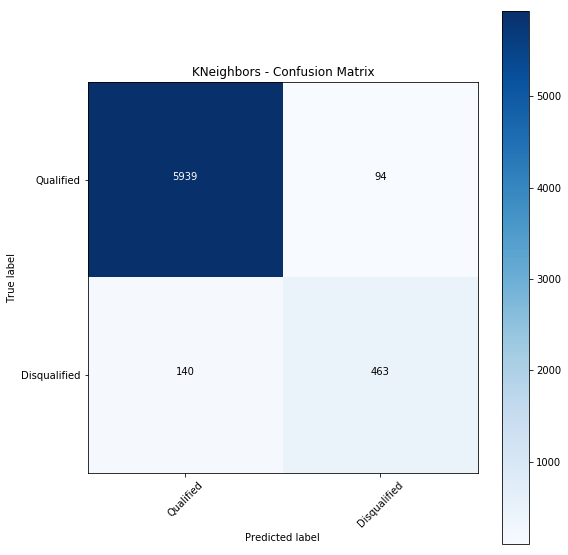 KNeighbors - Confusion Matrix
True label
Qualified
Disqualified
5939
94
140
463
Qualified
Disqualified
Predicted label
5000
4000
3000
2000
1000